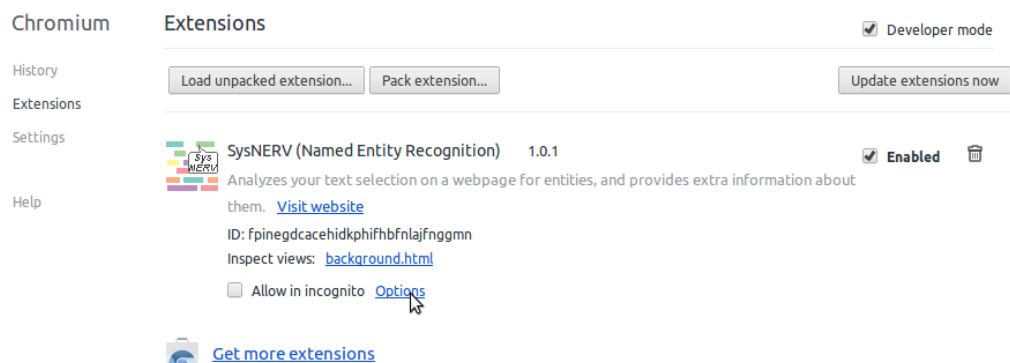 Chromium
Extensions
Developer mode
History
Extensions
Settings
Help
Load unpacked extension...
Pack extension...
Update extensions now
Sys
NERV
SysNERV (Named Entity Recognition) 1.0.1
Enabled
Analyzes your text selection on a webpage for entities, and provides extra information about
them. Visit website
ID: fpinegdcacehidkphifhbfnlajfnggmn
Inspect views: background.html
Allow in incognito Options
Get more extensions